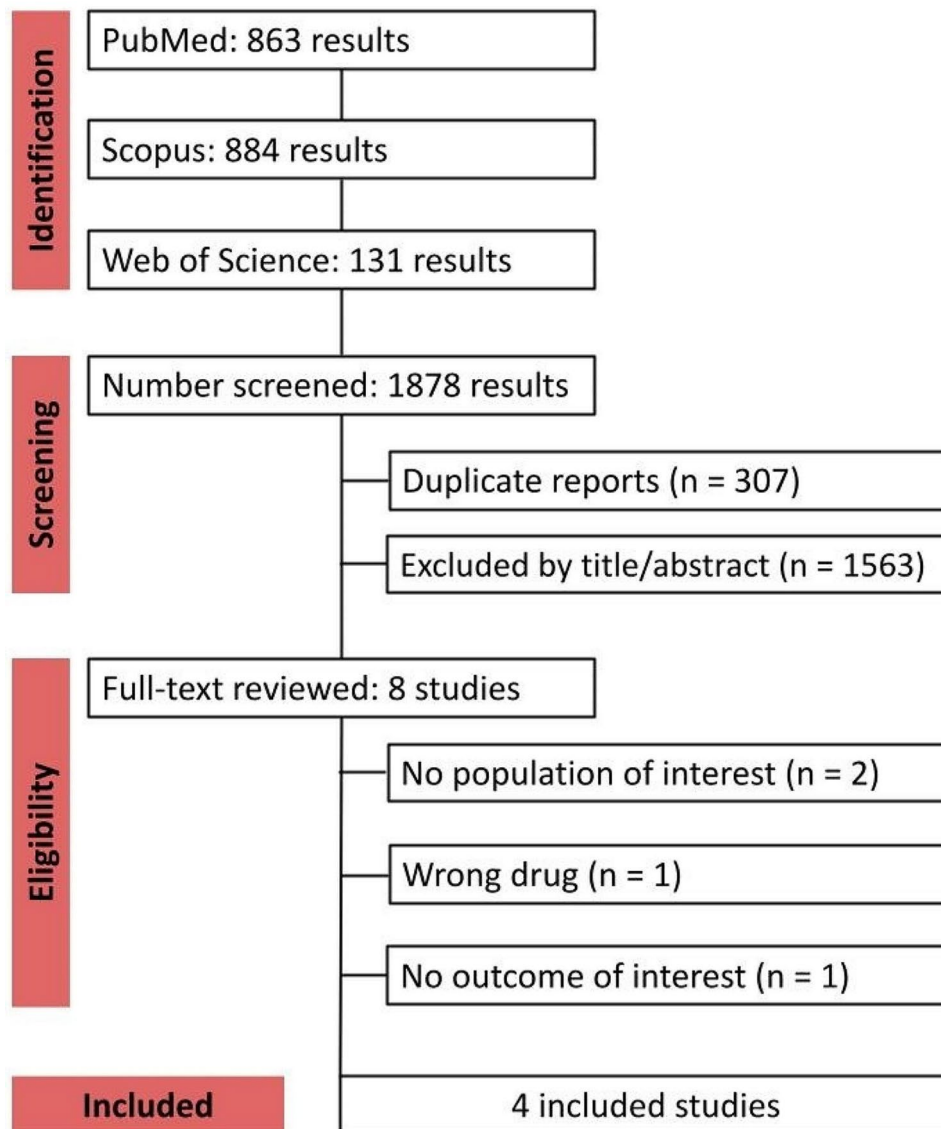 Identification
PubMed: 863 results
Scopus: 884 results
Web of Science: 131 results
Screening
Number screened: 1878 results
Duplicate reports (n = 307)
Excluded by title/abstract (n = 1563)
Eligibility
Full-text reviewed: 8 studies
No population of interest (n = 2)
Wrong drug (n = 1)
No outcome of interest (n = 1)
Included
4 included studies